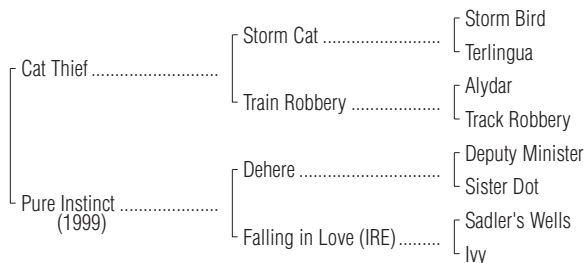 Storm Bird
Storm Cat ...........................
Terlingua
Cat Thief .............................
Alydar
Train Robbery ....................
Track Robbery
Deputy Minister
Dehere ................................
Sister Dot
Pure Instinct .......................
(1999)
Sadler's Wells
Falling in Love (IRE).........
Ivy